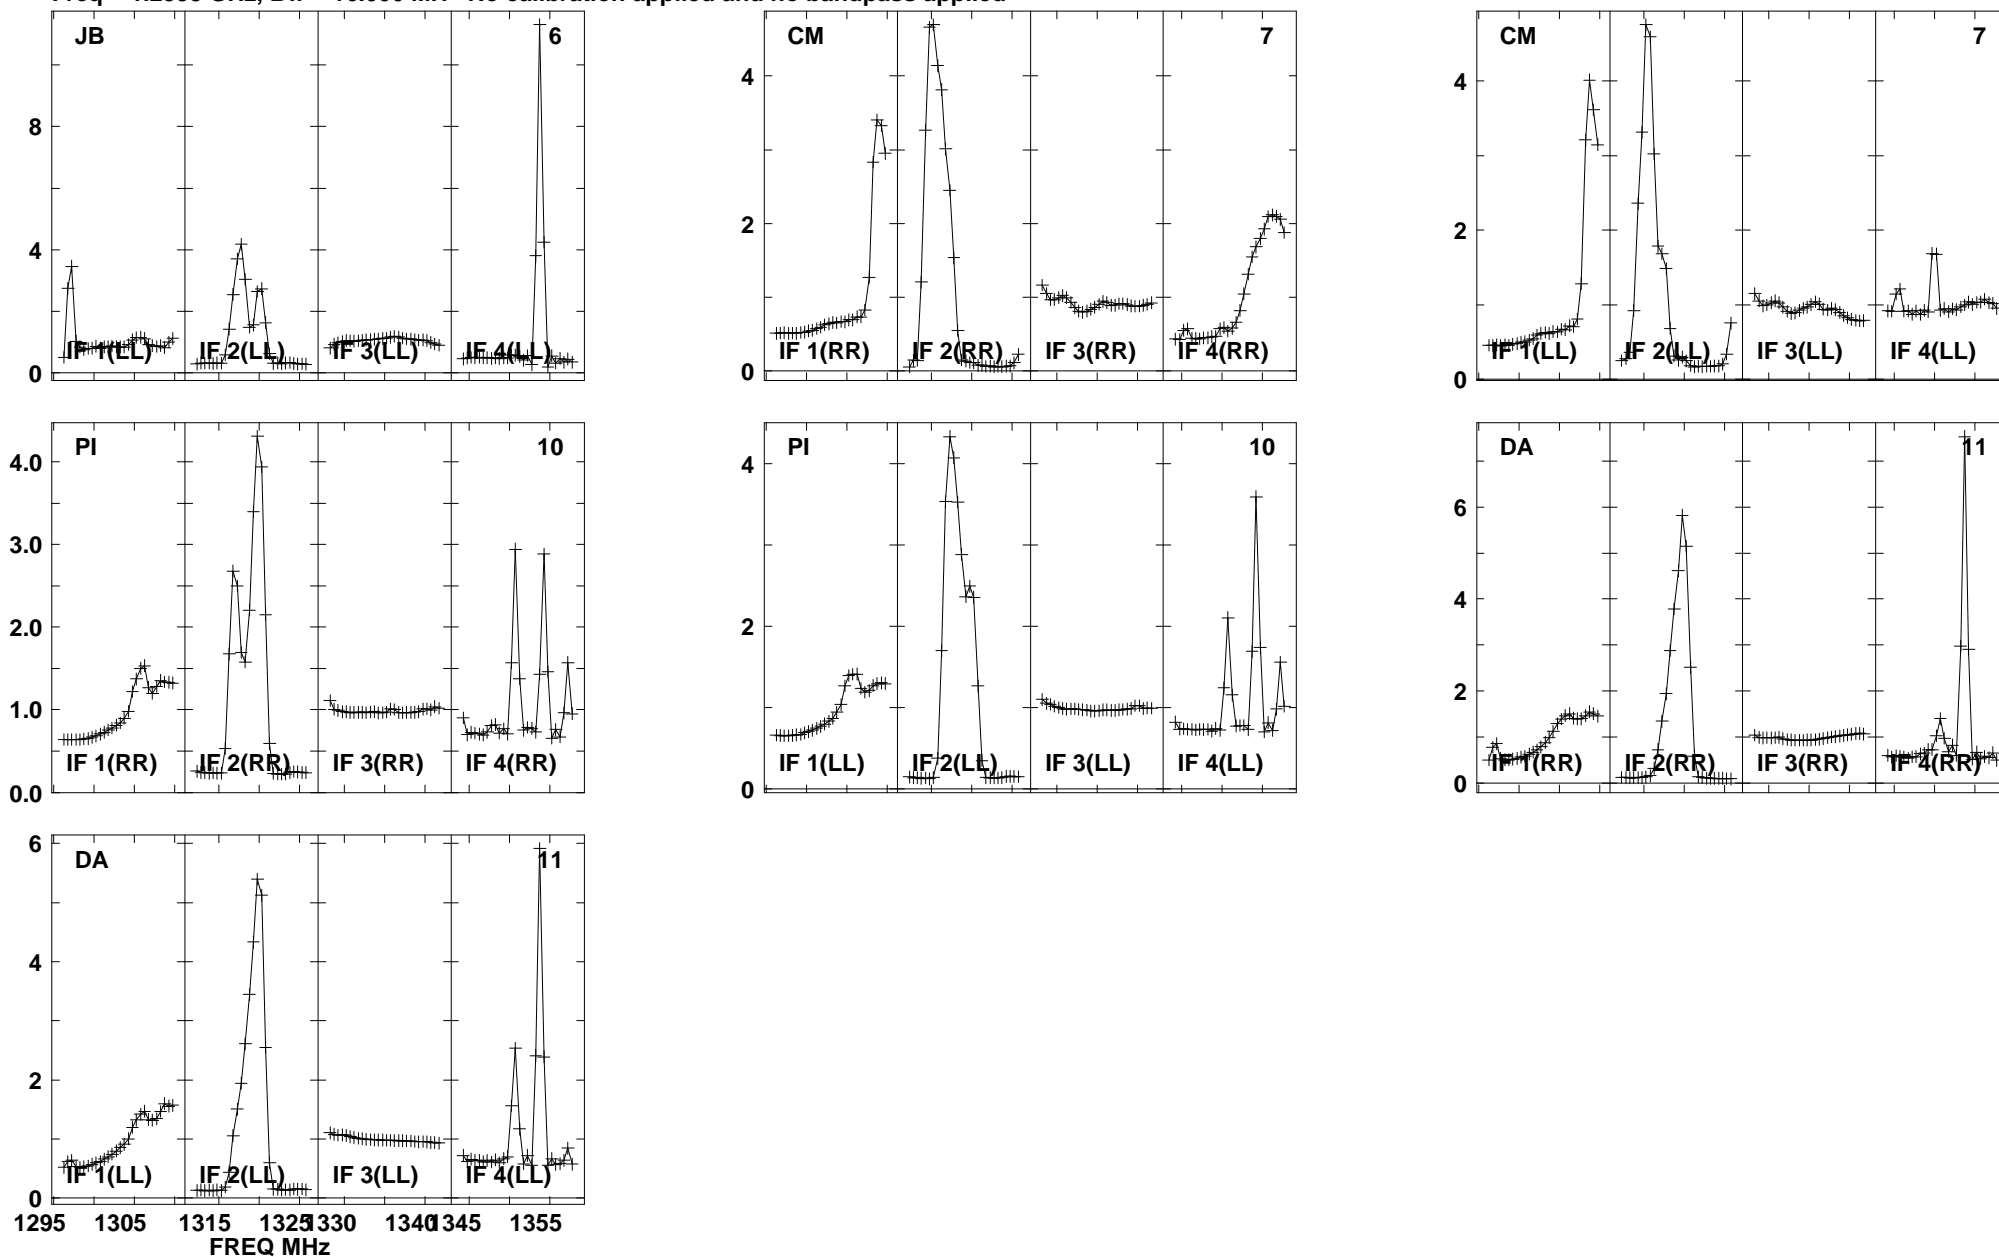 JB 6
8
4
0
IF 1(LL) IF 2(LL) IF 3(LL) IF 4(LL)
CM 7
4
2
0
IF 1(RR) IF 2(RR) IF 3(RR) IF 4(RR)
CM 7
4
2
0
IF 1(LL) IF 2(LL) IF 3(LL) IF 4(LL)
PI 10
4.0
3.0
2.0
1.0
0.0
IF 1(RR) IF 2(RR) IF 3(RR) IF 4(RR)
PI 10
4
2
0
IF 1(LL) IF 2(LL) IF 3(LL) IF 4(LL)
DA 11
6
4
2
0
IF 1(RR) IF 2(RR) IF 3(RR) IF 4(RR)
DA 11
6
4
2
0
IF 1(LL) IF 2(LL) IF 3(LL) IF 4(LL)
1295 1305 1315 1325 1330 1340 1345 1355
FREQ MHz